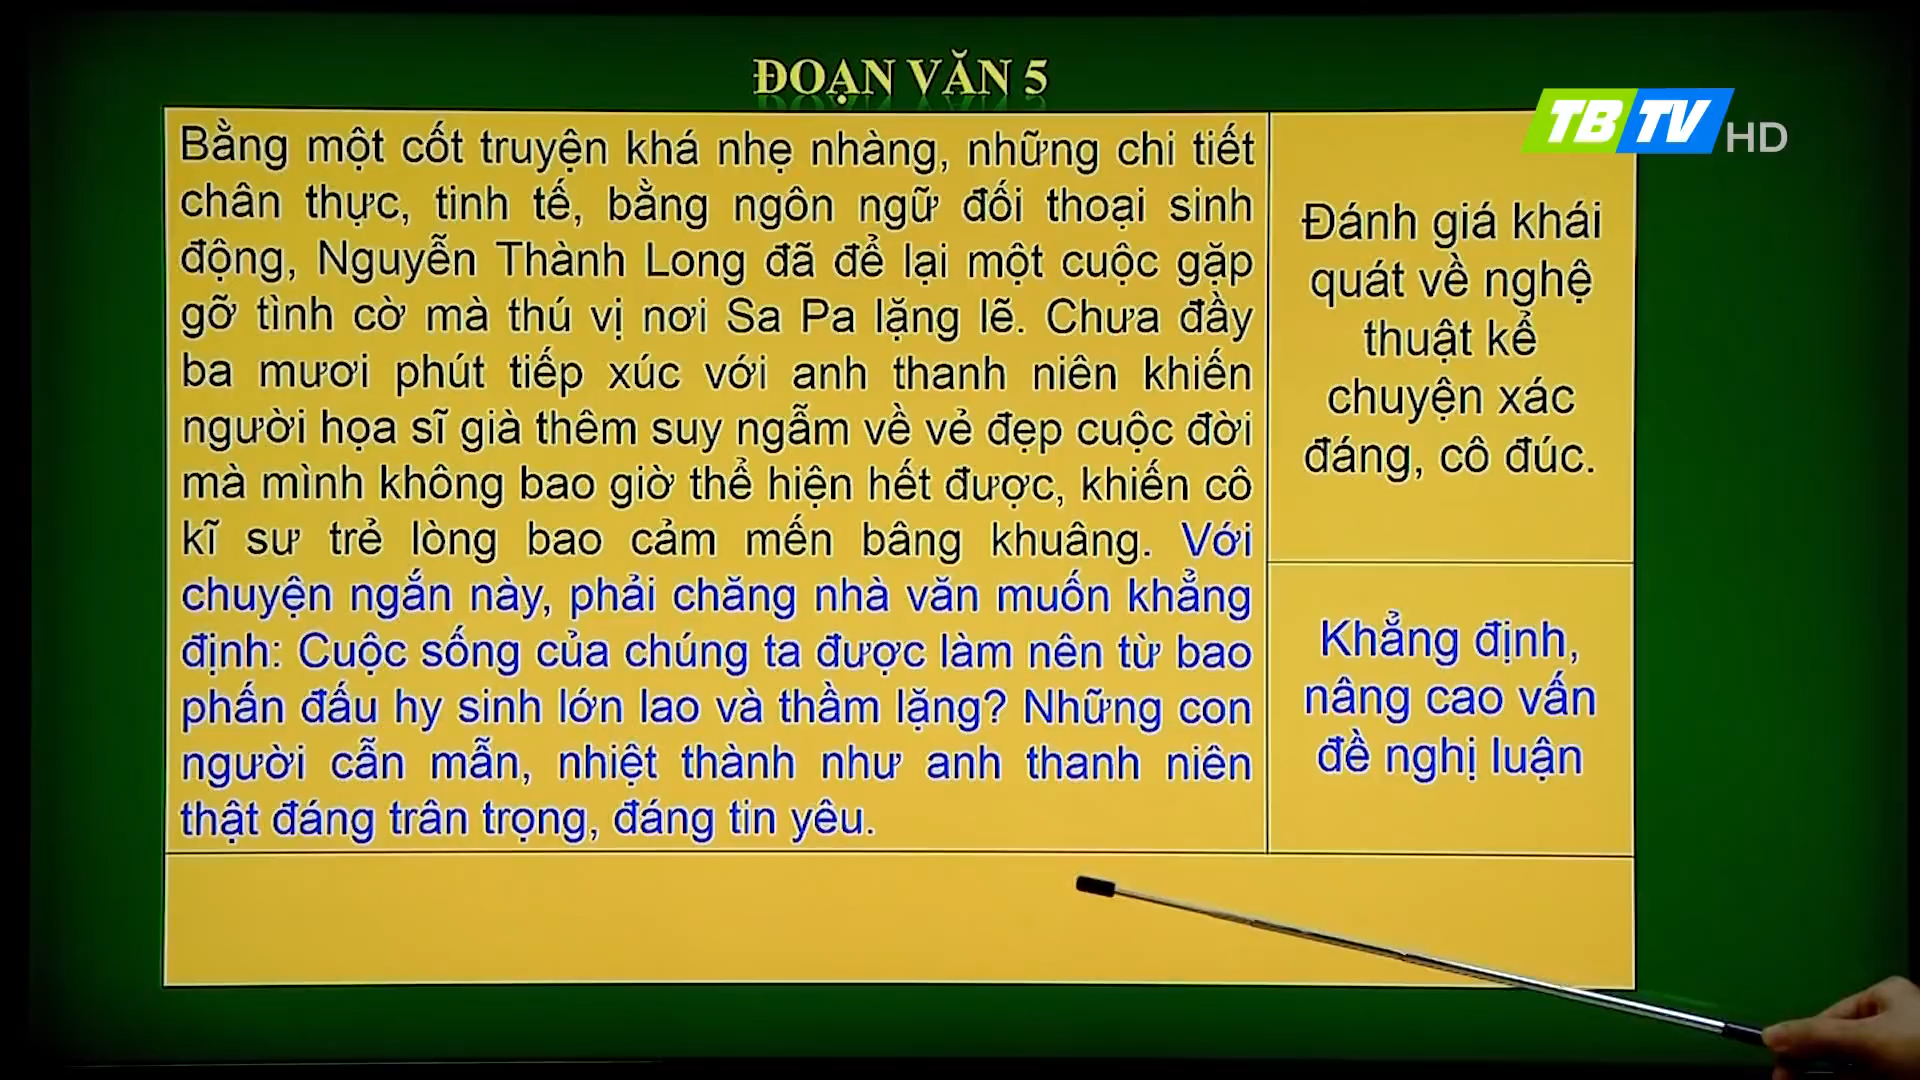 ĐOẠN VĂN 5
TBTV HD
Bằng một cốt truyện khá nhẹ nhàng, những chi tiết
chân thực, tinh tế, bằng ngôn ngữ đối thoại sinh
động, Nguyễn Thành Long đã để lại một cuộc gặp
gỡ tình cờ mà thú vị nơi Sa Pa lặng lẽ. Chưa đầy
ba mươi phút tiếp xúc với anh thanh niên khiến
người họa sĩ già thêm suy ngẫm về vẻ đẹp cuộc đời
mà mình không bao giờ thể hiện hết được, khiến cô
kĩ sư trẻ lòng bao cảm mến bâng khuâng. Với
chuyện ngắn này, phải chăng nhà văn muốn khẳng
định: Cuộc sống của chúng ta được làm nên từ bao
phấn đấu hy sinh lớn lao và thầm lặng? Những con
người cẫn mẫn, nhiệt thành như anh thanh niên
thật đáng trân trọng, đáng tin yêu.
Đánh giá khái
quát về nghệ
thuật kể
chuyện xác
đáng, cô đúc.
Khẳng định,
nâng cao vấn
đề nghị luận